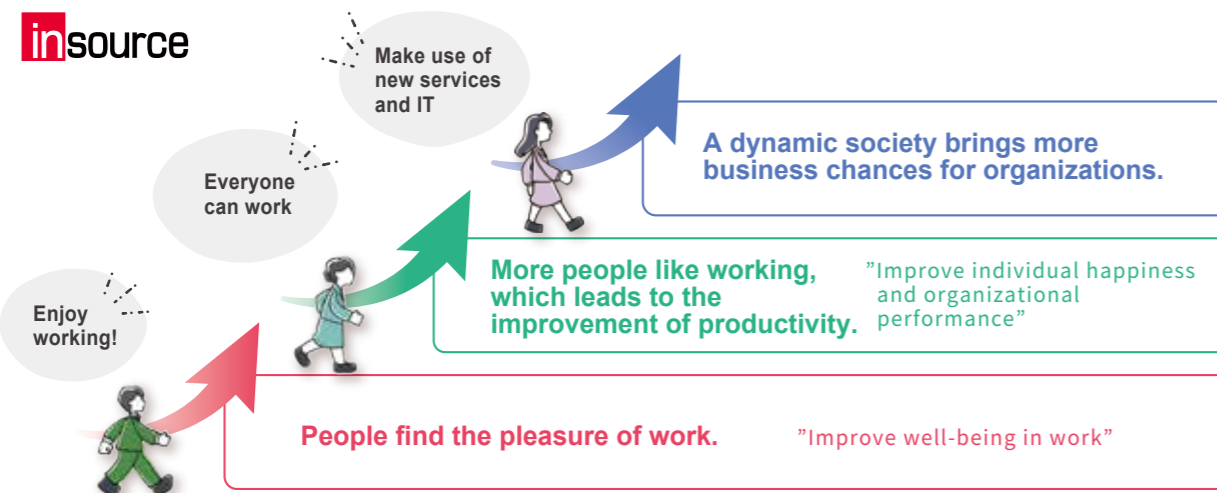 insource
Make use of
new services
and IT
A dynamic society brings more
business chances for organizations.
Everyone
can work
More people like working,
which leads to the
improvement of productivity.
”Improve individual happiness
and organizational
performance”
Enjoy
working!
People find the pleasure of work.
”Improve well-being in work”